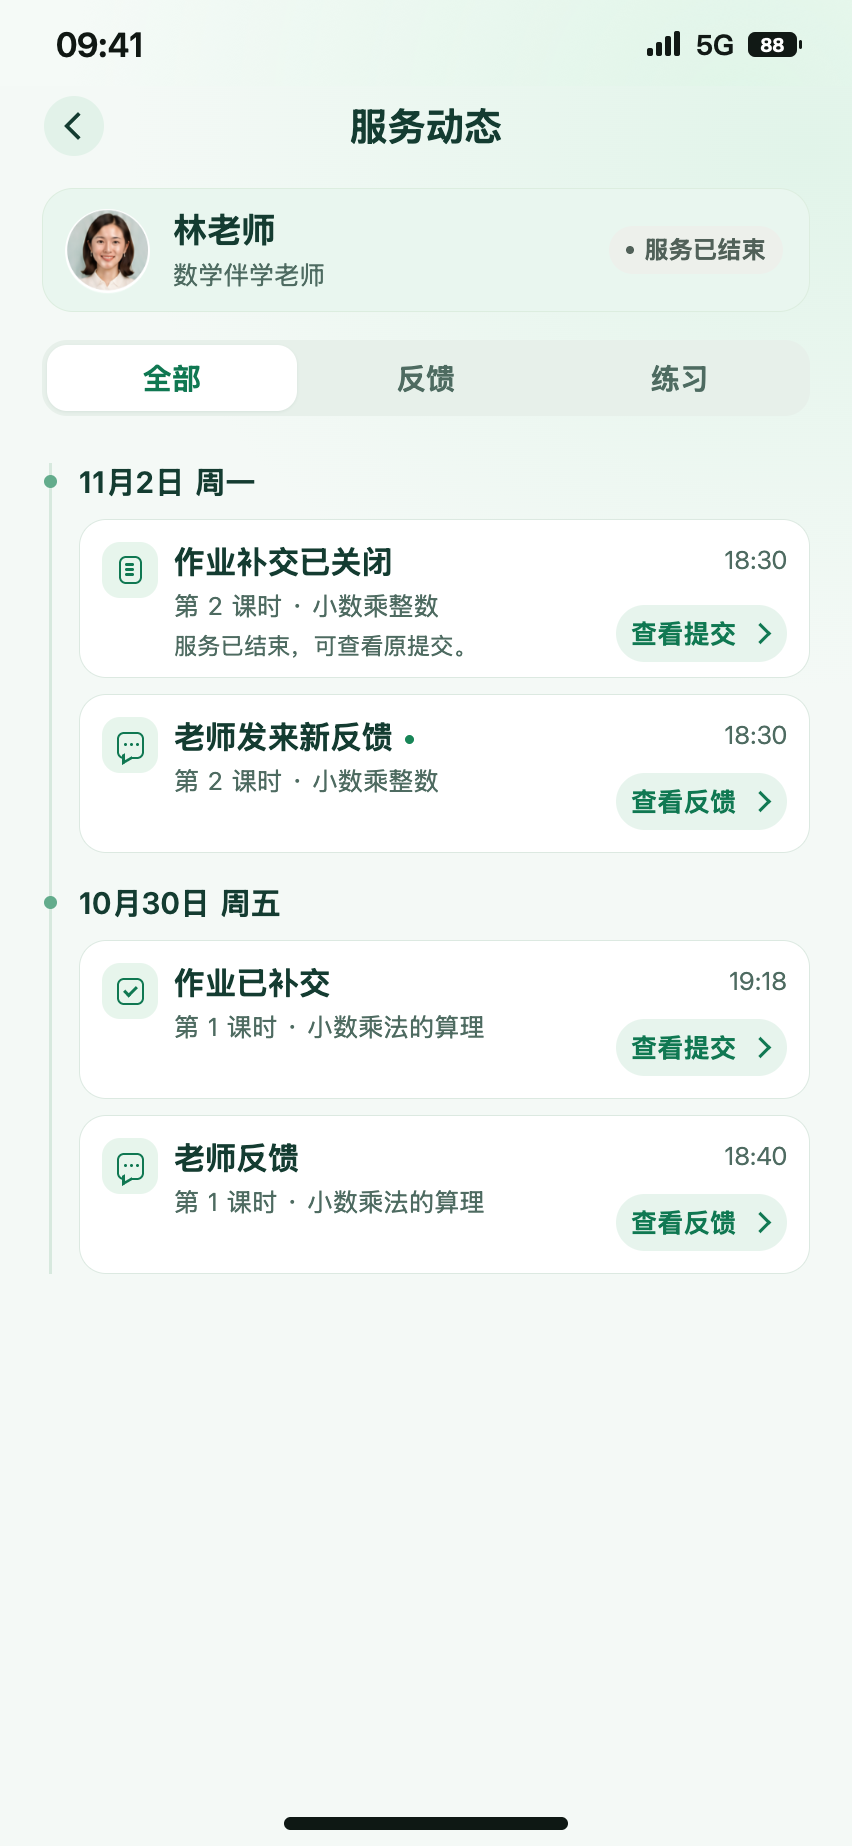 09:41
5G 88
服务动态
林老师
数学伴学老师
• 服务已结束
全部 反馈 练习
11月2日 周一
作业补交已关闭
18:30
第 2 课时 · 小数乘整数
服务已结束，可查看原提交。
查看提交
老师发来新反馈
18:30
第 2 课时 · 小数乘整数
查看反馈
10月30日 周五
作业已补交
19:18
第 1 课时 · 小数乘法的算理
查看提交
老师反馈
18:40
第 1 课时 · 小数乘法的算理
查看反馈